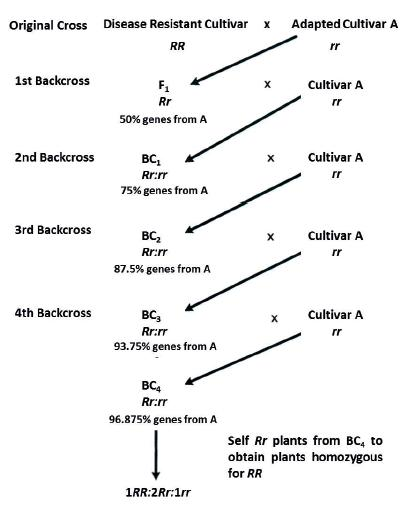 Original Cross Disease Resistant Cultivar x Adapted Cultivar A
RR rr
1st Backcross F1 x Cultivar A
Rr rr
50% genes from A
2nd Backcross BC1 x Cultivar A
Rr:rr rr
75% genes from A
3rd Backcross BC2 x Cultivar A
Rr:rr rr
87.5% genes from A
4th Backcross BC3 x Cultivar A
Rr:rr rr
93.75% genes from A
BC4
Rr:rr
96.875% genes from A
Self Rr plants from BC4 to
obtain plants homozygous
for RR
1RR:2Rr:1rr